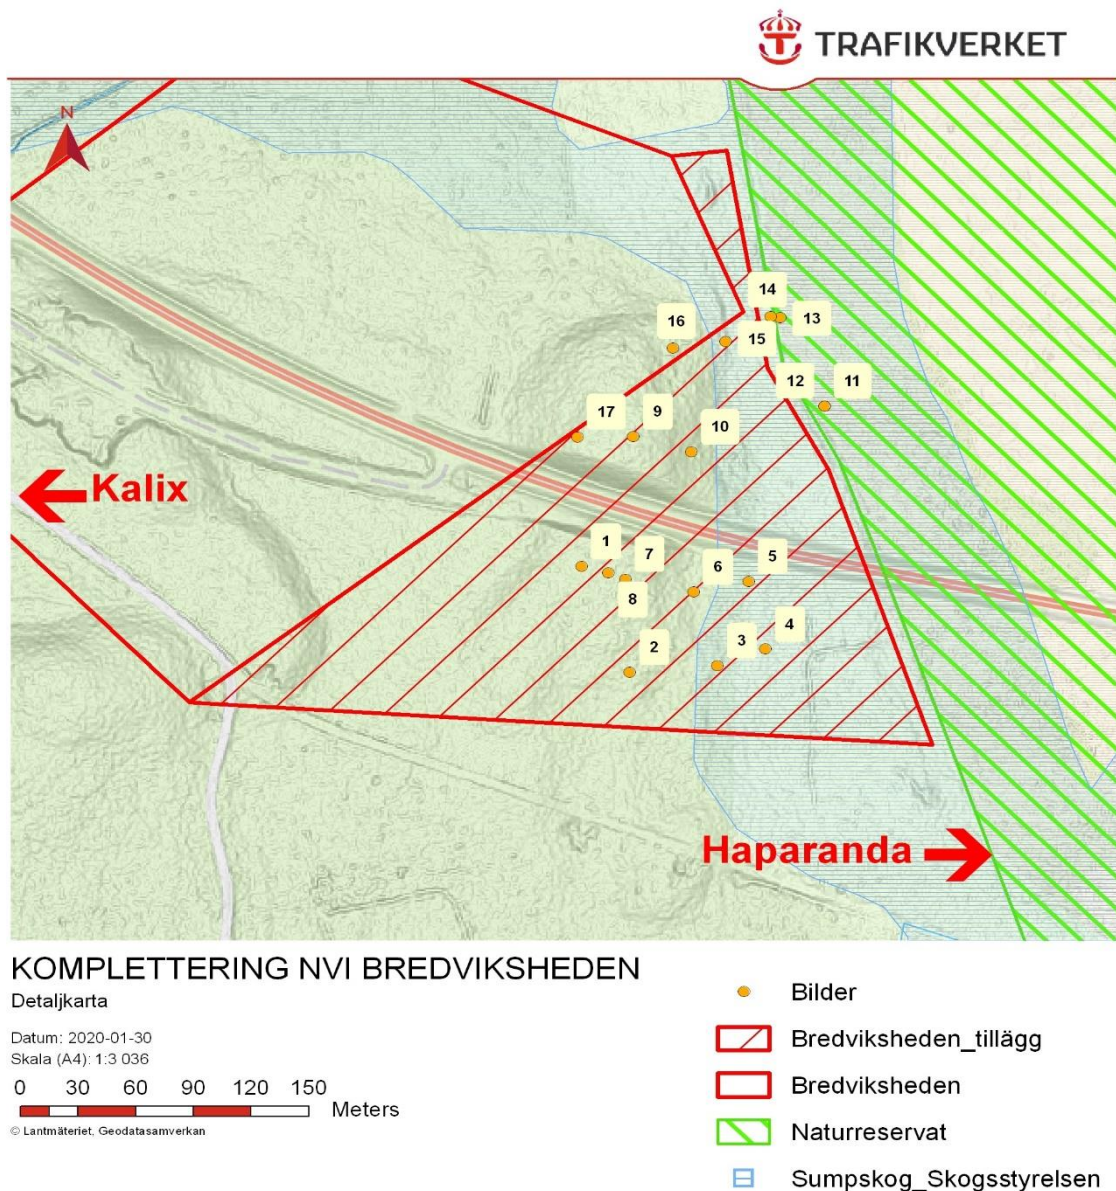 TRAFIKVERKET
N
14
13
16
15
12
11
17
9
10
Kalix
1
7
6
5
8
2
3
4
Haparanda
KOMPLETTERING NVI BREDVIKSHEDEN
Detaljkarta
Datum: 2020-01-30
Skala (A4): 1:3 036
0 30 60 90 120 150
Meters
© Lantmäteriet, Geodatasamverkan
Bilder
Bredviksheden_tillägg
Bredviksheden
Naturreservat
Sumpskog_Skogsstyrelsen